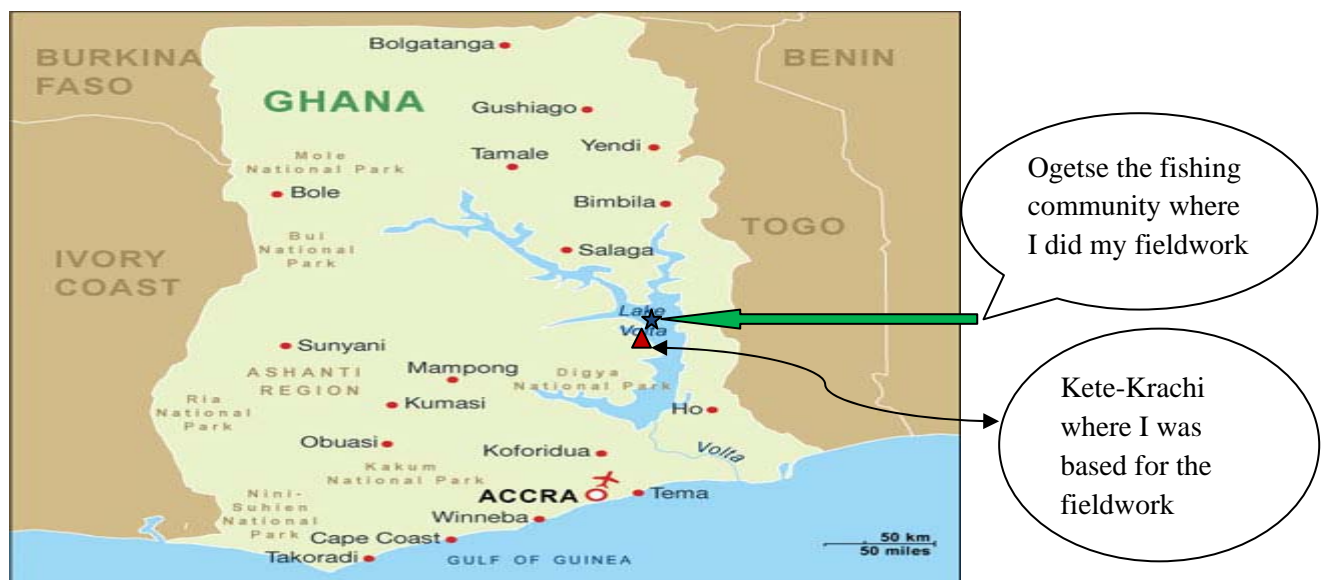 Bolgatanga
BURKINA
FASO
BENIN
GHANA
Gushiago
Yendi
Mole
National Park
Tamale
Bole
Bimbila
TOGO
Bui
National
Park
Salaga
IVORY
COAST
Lake
Volta
Sunyani
ASHANTI
REGION
Mampong
Digya
National Park
Ria
National
Park
Kumasi
Ho
Obuasi
Koforidua
Volta
Kakum
National Park
Nini-
Suhien
National
Park
ACCRA
Tema
Winneba
Cape Coast
Takoradi
GULF OF GUINEA
50 km
50 miles
Ogetse the fishing
community where
I did my fieldwork
Kete-Krachi
where I was
based for the
fieldwork